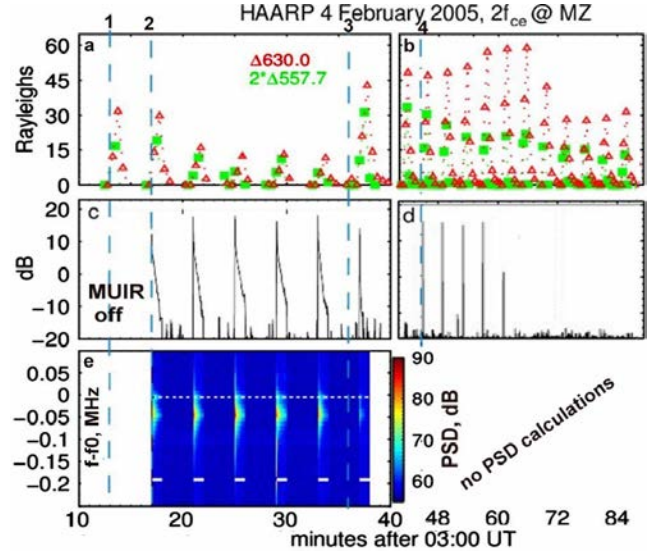 HAARP 4 February 2005, 2fce @ MZ
1 2 3 4
a b
Rayleighs
60
45
30
15
0
Δ630.0
2*Δ557.7
c d
dB
20
10
0
−10
−20
MUIR
off
e
f-f0, MHz
0.05
0
-0.05
-0.1
-0.15
-0.2
90
80
70
60
PSD, dB
no PSD calculations
10 20 30 40 48 60 72 84
minutes after 03:00 UT